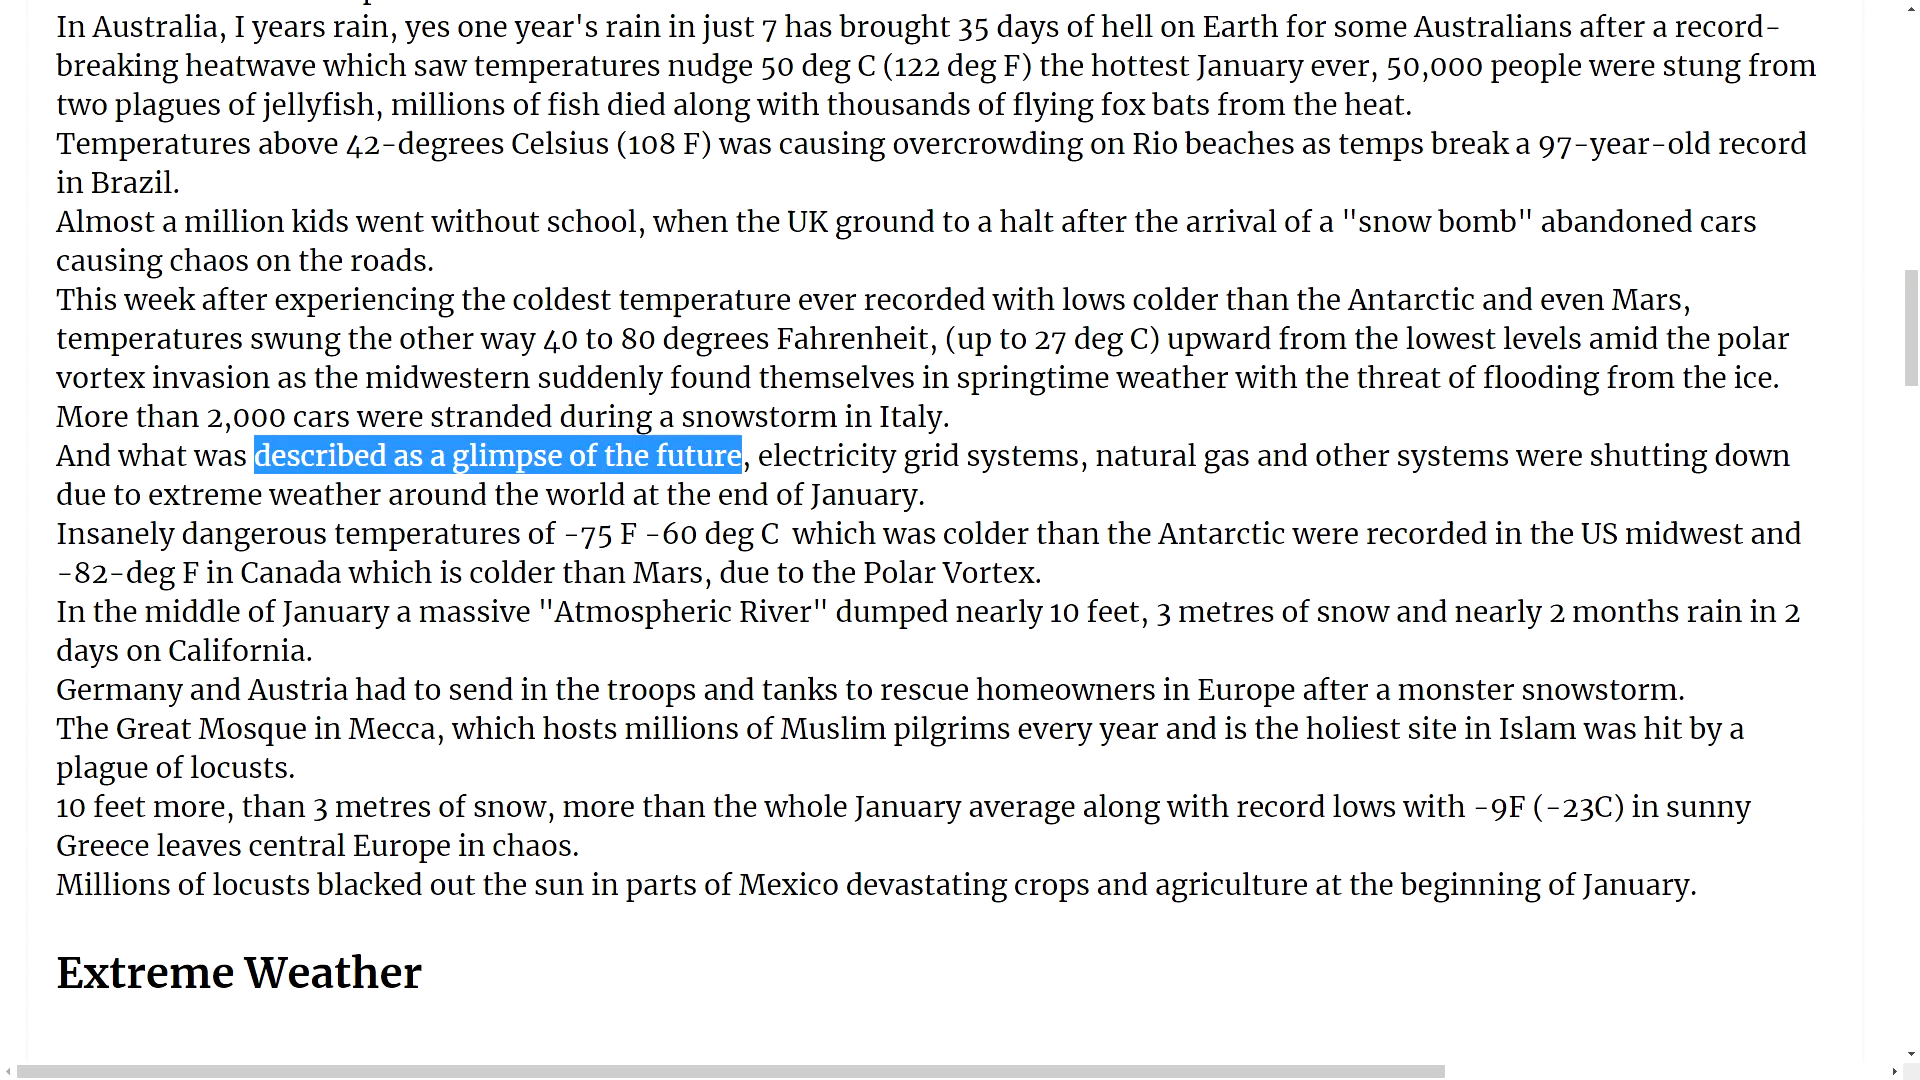 In Australia, I years rain, yes one year's rain in just 7 has brought 35 days of hell on Earth for some Australians after a record-
breaking heatwave which saw temperatures nudge 50 deg C (122 deg F) the hottest January ever, 50,000 people were stung from
two plagues of jellyfish, millions of fish died along with thousands of flying fox bats from the heat.
Temperatures above 42-degrees Celsius (108 F) was causing overcrowding on Rio beaches as temps break a 97-year-old record
in Brazil.
Almost a million kids went without school, when the UK ground to a halt after the arrival of a "snow bomb" abandoned cars
causing chaos on the roads.
This week after experiencing the coldest temperature ever recorded with lows colder than the Antarctic and even Mars,
temperatures swung the other way 40 to 80 degrees Fahrenheit, (up to 27 deg C) upward from the lowest levels amid the polar
vortex invasion as the midwestern suddenly found themselves in springtime weather with the threat of flooding from the ice.
More than 2,000 cars were stranded during a snowstorm in Italy.
And what was described as a glimpse of the future, electricity grid systems, natural gas and other systems were shutting down
due to extreme weather around the world at the end of January.
Insanely dangerous temperatures of -75 F -60 deg C  which was colder than the Antarctic were recorded in the US midwest and
-82-deg F in Canada which is colder than Mars, due to the Polar Vortex.
In the middle of January a massive "Atmospheric River" dumped nearly 10 feet, 3 metres of snow and nearly 2 months rain in 2
days on California.
Germany and Austria had to send in the troops and tanks to rescue homeowners in Europe after a monster snowstorm.
The Great Mosque in Mecca, which hosts millions of Muslim pilgrims every year and is the holiest site in Islam was hit by a
plague of locusts.
10 feet more, than 3 metres of snow, more than the whole January average along with record lows with -9F (-23C) in sunny
Greece leaves central Europe in chaos.
Millions of locusts blacked out the sun in parts of Mexico devastating crops and agriculture at the beginning of January.
Extreme Weather